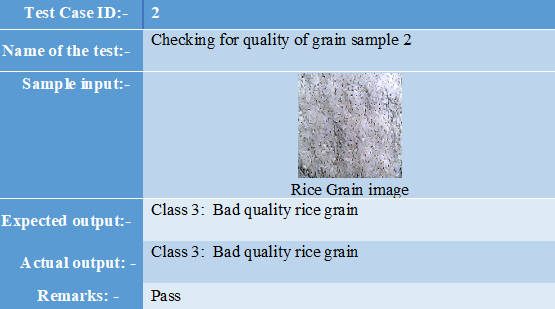 Test Case ID:- 2
Name of the test:- Checking for quality of grain sample 2
Sample input:-
Rice Grain image
Expected output:- Class 3: Bad quality rice grain
Actual output: - Class 3: Bad quality rice grain
Remarks: - Pass